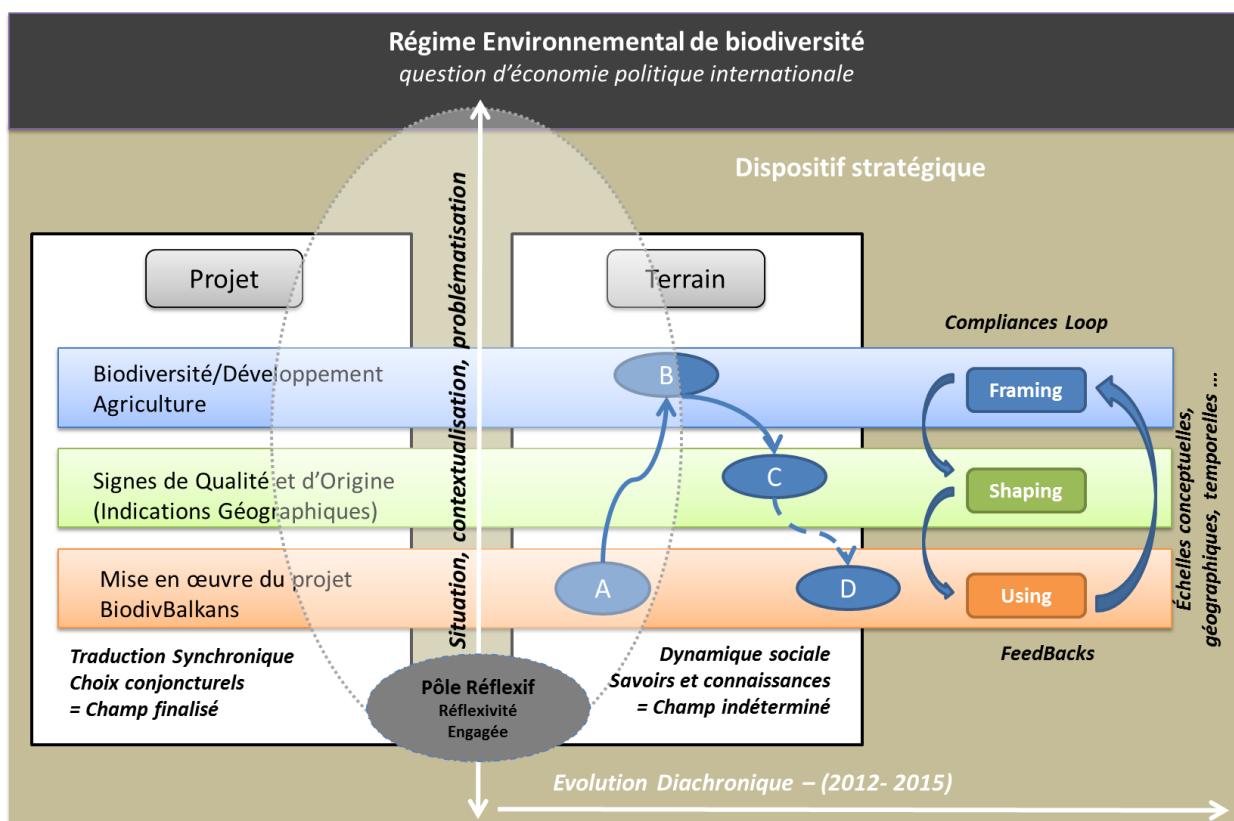 Régime Environnemental de biodiversité
question d'économie politique internationale
Dispositif stratégique
Projet
Terrain
Situation, contextualisation, problématisation
Compliances Loop
Biodiversité/Développement
Agriculture
B
Framing
Signes de Qualité et d'Origine
(Indications Géographiques)
C
Shaping
Mise en œuvre du projet
BiodivBalkans
A
D
Using
Échelles conceptuelles,
géographiques, temporelles ...
Traduction Synchronique
Choix conjoncturels
= Champ finalisé
Pôle Réflexif
Réflexivité
Engagée
Dynamique sociale
Savoirs et connaissances
= Champ indéterminé
FeedBacks
Evolution Diachronique – (2012- 2015)